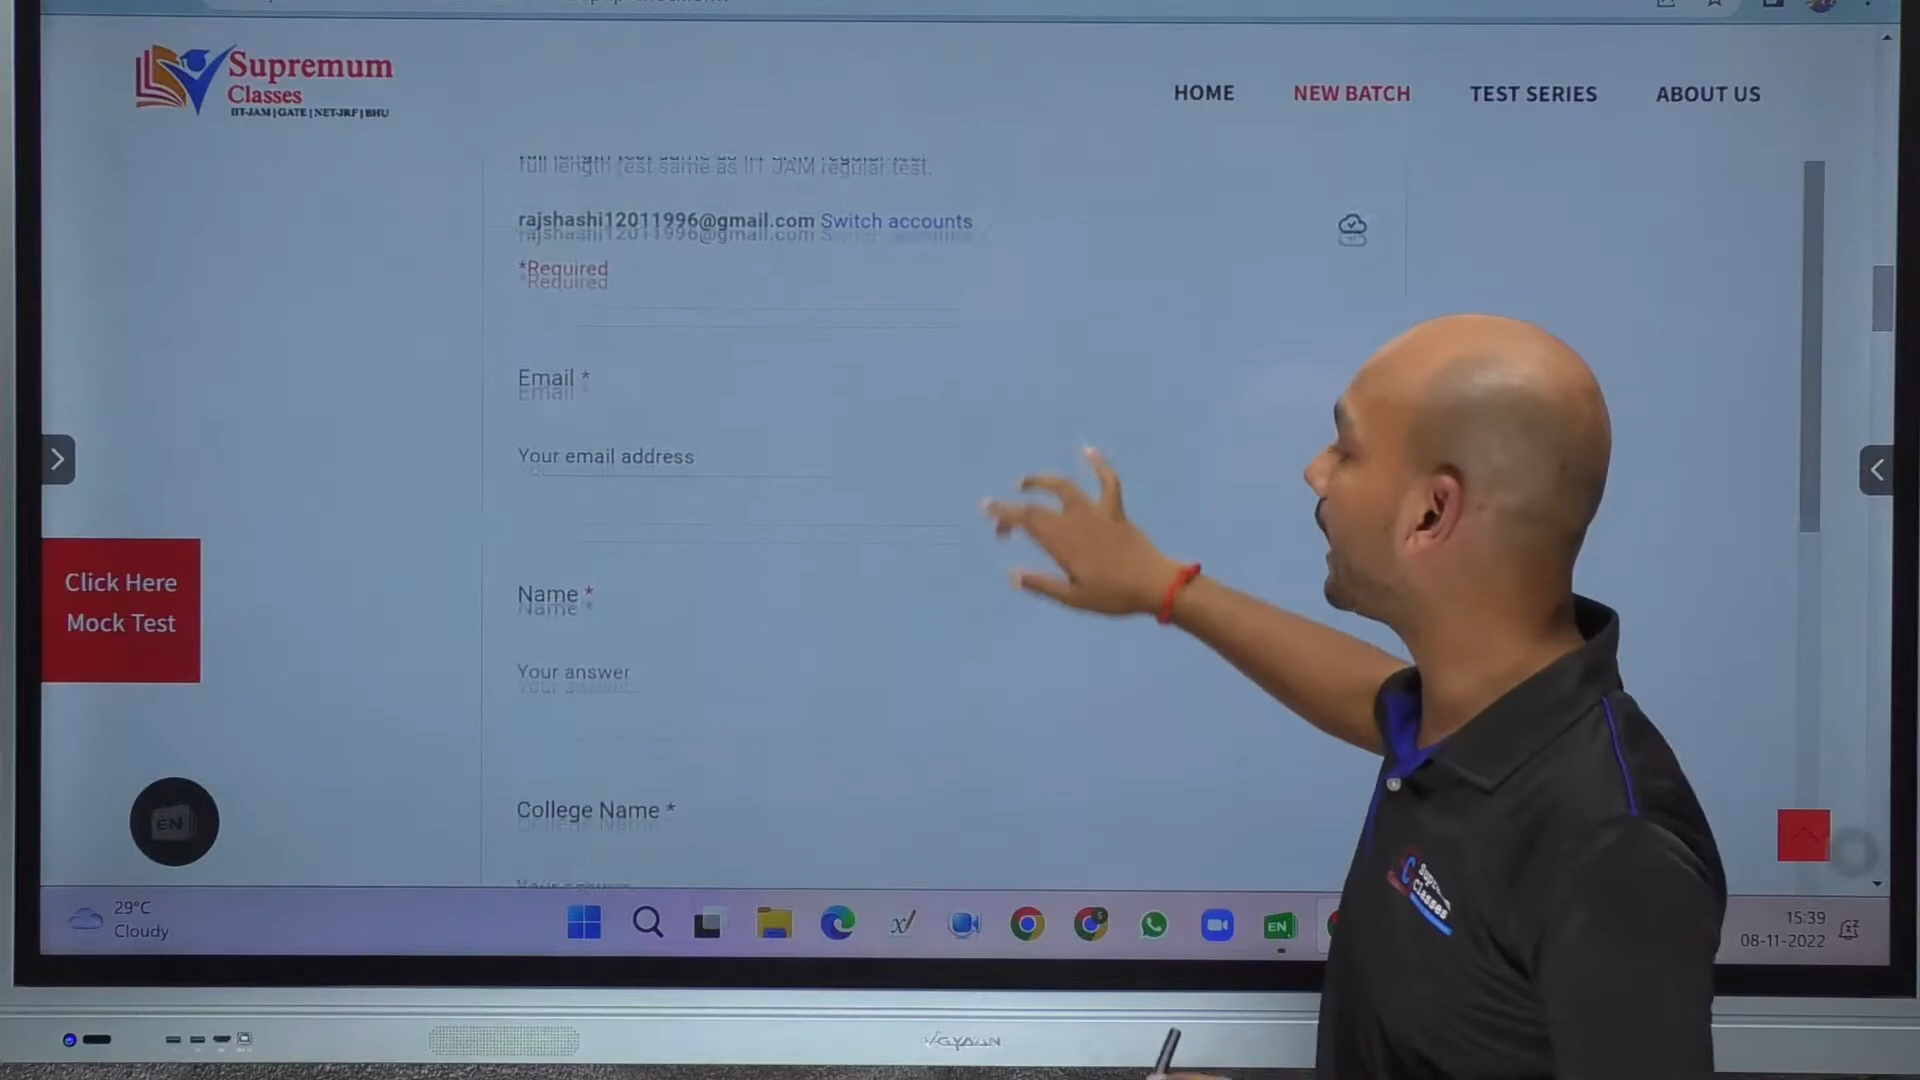 Supremum
Classes
IIT-JAM | GATE | NET-JRF | BHU
HOME
NEW BATCH
TEST SERIES
ABOUT US
full length test same as IIT JAM regular test.
rajshashi12011996@gmail.com Switch accounts
*Required
Email *
Your email address
Name *
Your answer
College Name *
Click Here
Mock Test
EN
29°C
Cloudy
EN
15:39
08-11-2022
Classes